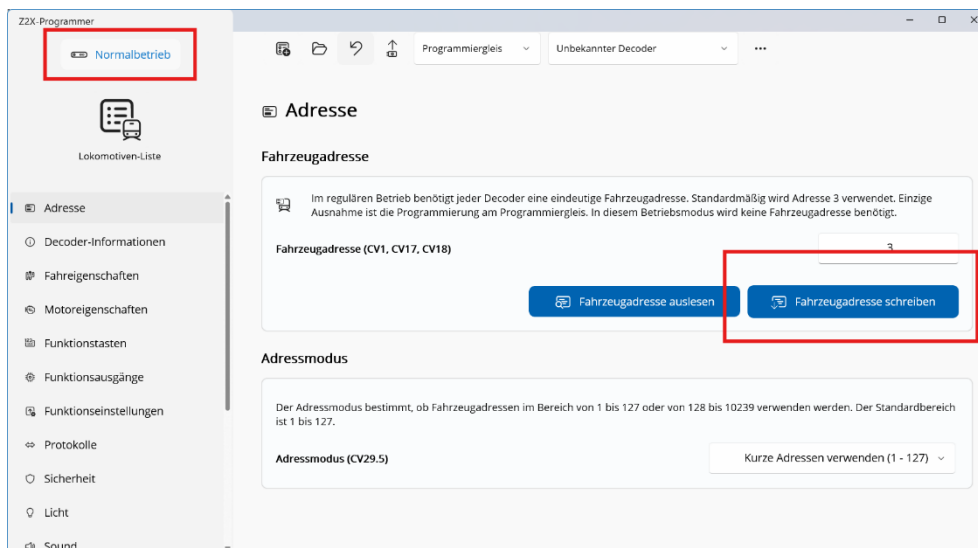 Z2X-Programmer
Normalbetrieb
Programmiergleis
Unbekannter Decoder
Lokomotiven-Liste
Adresse
Decoder-Informationen
Fahreigenschaften
Motoreigenschaften
Funktionstasten
Funktionsausgänge
Funktionseinstellungen
Protokolle
Sicherheit
Licht
Sound
Adresse
Fahrzeugadresse
Im regulären Betrieb benötigt jeder Decoder eine eindeutige Fahrzeugadresse. Standardmäßig wird Adresse 3 verwendet. Einzige
Ausnahme ist die Programmierung am Programmiergleis. In diesem Betriebsmodus wird keine Fahrzeugadresse benötigt.
Fahrzeugadresse (CV1, CV17, CV18)
3
Fahrzeugadresse auslesen
Fahrzeugadresse schreiben
Adressmodus
Der Adressmodus bestimmt, ob Fahrzeugadressen im Bereich von 1 bis 127 oder von 128 bis 10239 verwenden werden. Der Standardbereich
ist 1 bis 127.
Adressmodus (CV29.5)
Kurze Adressen verwenden (1 - 127)